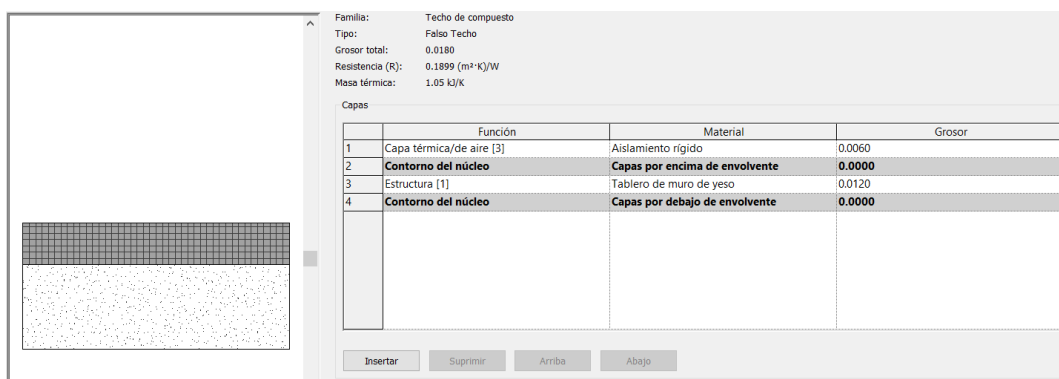 Familia: Techo de compuesto
Tipo: Falso Techo
Grosor total: 0.0180
Resistencia (R): 0.1899 (m²·K)/W
Masa térmica: 1.05 kJ/K
Capas
Función Material Grosor
1 Capa térmica/de aire [3] Aislamiento rígido 0.0060
2 Contorno del núcleo Capas por encima de envolvente 0.0000
3 Estructura [1] Tablero de muro de yeso 0.0120
4 Contorno del núcleo Capas por debajo de envolvente 0.0000
Insertar Suprimir Arriba Abajo